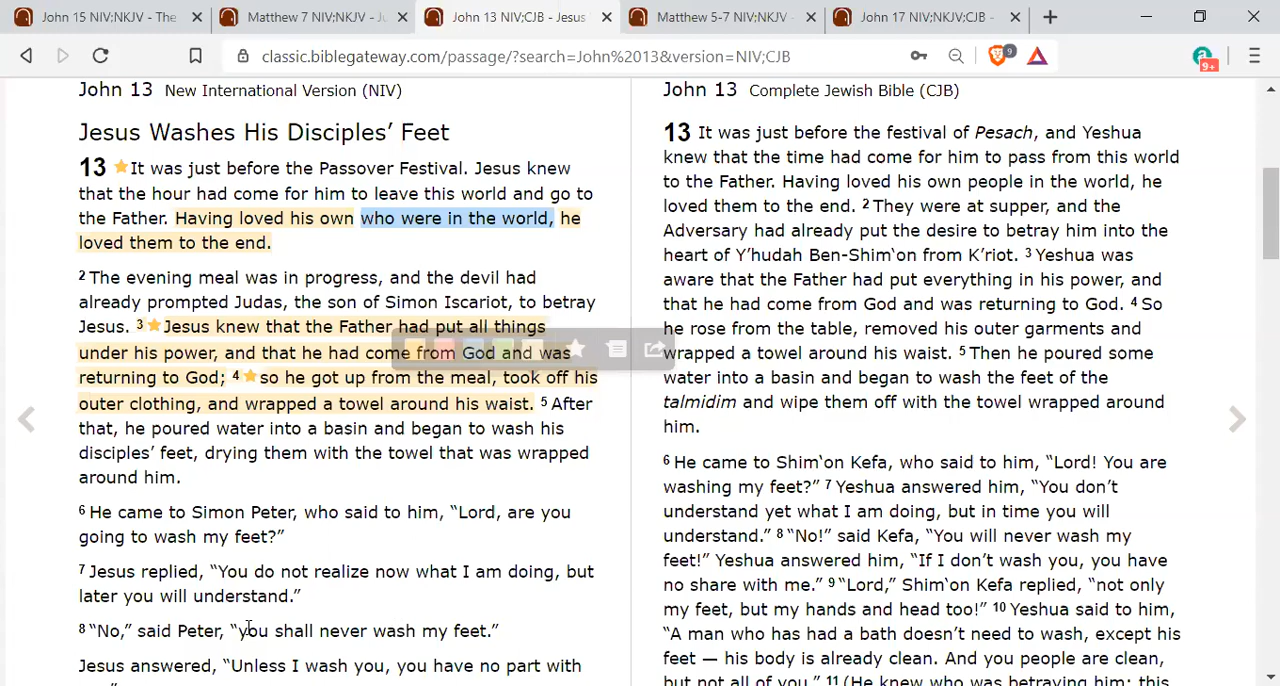 John 15 NIV;NKJV - The
Matthew 7 NIV;NKJV - Ju
John 13 NIV;CJB - Jesus
Matthew 5-7 NKJV;NIV -
John 17 NIV;NKJV;CJB -
classic.biblegateway.com/passage/?search=John%2013&version=NIV;CJB
9
a
9+
John 13 New International Version (NIV)
Jesus Washes His Disciples’ Feet
13 It was just before the Passover Festival. Jesus knew
that the hour had come for him to leave this world and go to
the Father. Having loved his own who were in the world, he
loved them to the end.
2 The evening meal was in progress, and the devil had
already prompted Judas, the son of Simon Iscariot, to betray
Jesus. 3 Jesus knew that the Father had put all things
under his power, and that he had come from God and was
returning to God; 4 so he got up from the meal, took off his
outer clothing, and wrapped a towel around his waist. 5 After
that, he poured water into a basin and began to wash his
disciples’ feet, drying them with the towel that was wrapped
around him.
6 He came to Simon Peter, who said to him, “Lord, are you
going to wash my feet?”
7 Jesus replied, “You do not realize now what I am doing, but
later you will understand.”
8 “No,” said Peter, “you shall never wash my feet.”
Jesus answered, “Unless I wash you, you have no part with
John 13 Complete Jewish Bible (CJB)
13 It was just before the festival of Pesach, and Yeshua
knew that the time had come for him to pass from this world
to the Father. Having loved his own people in the world, he
loved them to the end. 2 They were at supper, and the
Adversary had already put the desire to betray him into the
heart of Y’hudah Ben-Shim‘on from K’riot. 3 Yeshua was
aware that the Father had put everything in his power, and
that he had come from God and was returning to God. 4 So
he rose from the table, removed his outer garments and
wrapped a towel around his waist. 5 Then he poured some
water into a basin and began to wash the feet of the
talmidim and wipe them off with the towel wrapped around
him.
6 He came to Shim‘on Kefa, who said to him, “Lord! You are
washing my feet?” 7 Yeshua answered him, “You don’t
understand yet what I am doing, but in time you will
understand.” 8 “No!” said Kefa, “You will never wash my
feet!” Yeshua answered him, “If I don’t wash you, you have
no share with me.” 9 “Lord,” Shim‘on Kefa replied, “not only
my feet, but my hands and head too!” 10 Yeshua said to him,
“A man who has had a bath doesn’t need to wash, except his
feet — his body is already clean. And you people are clean,
but not all of you.” 11 (He knew who was betraying him; this